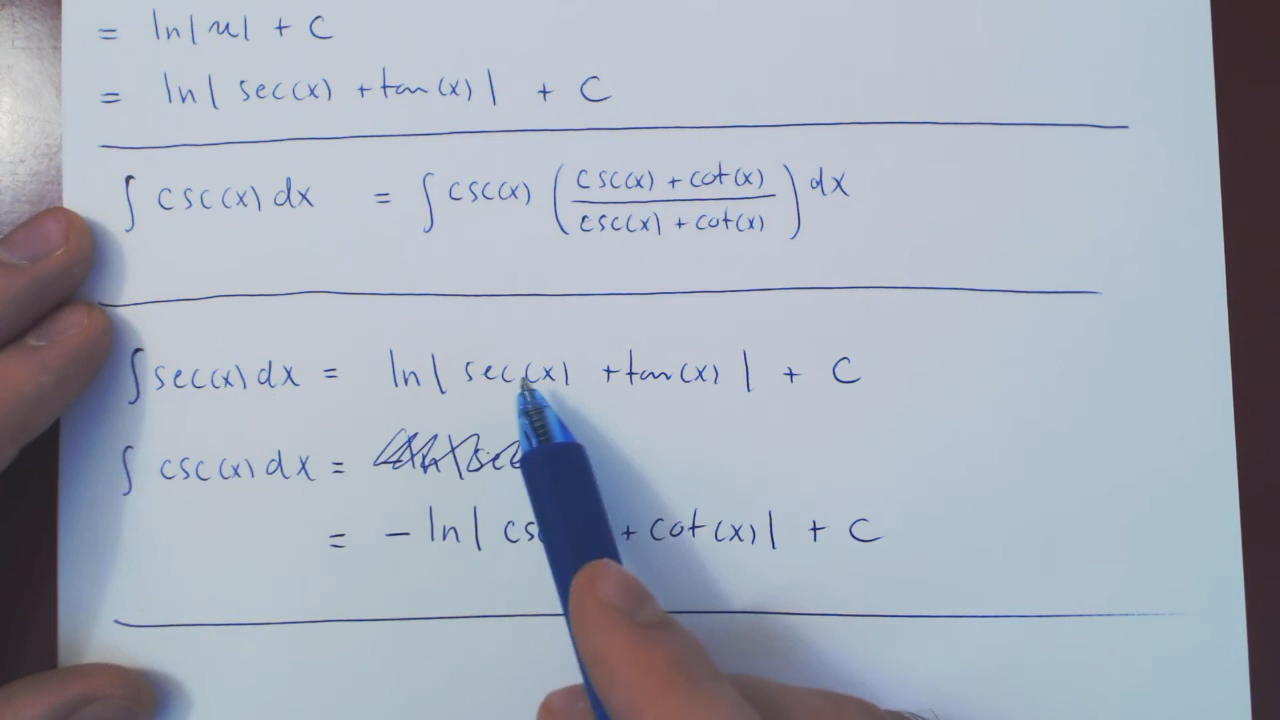 = ln|u| + C
= ln| sec(x) + tan(x) | + C
∫ csc(x) dx = ∫ csc(x) ( csc(x) + cot(x) / csc(x) + cot(x) ) dx
∫ sec(x) dx = ln| sec(x) + tan(x) | + C
∫ csc(x) dx =
= - ln| + cot(x) | + C